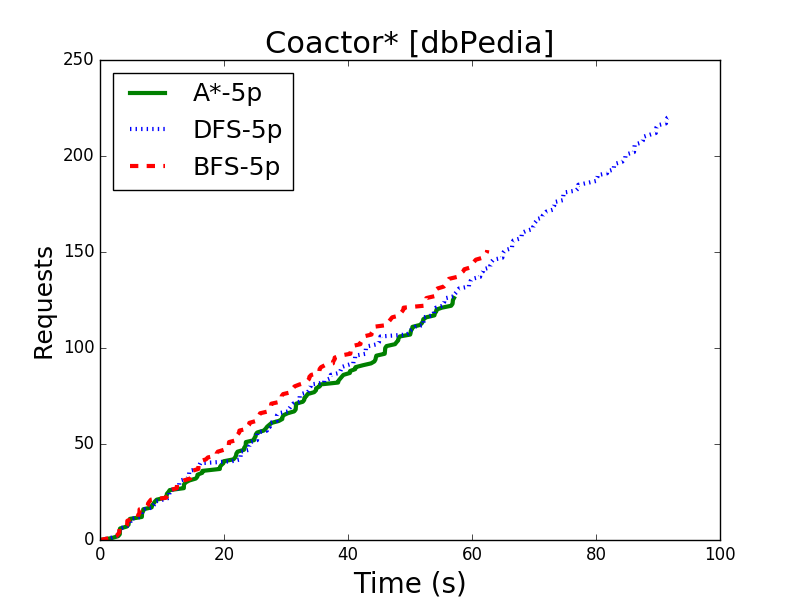 Coactor* [dbPedia]
250
200
150
100
50
0
A*-5p
DFS-5p
BFS-5p
Requests
0 20 40 60 80 100
Time (s)